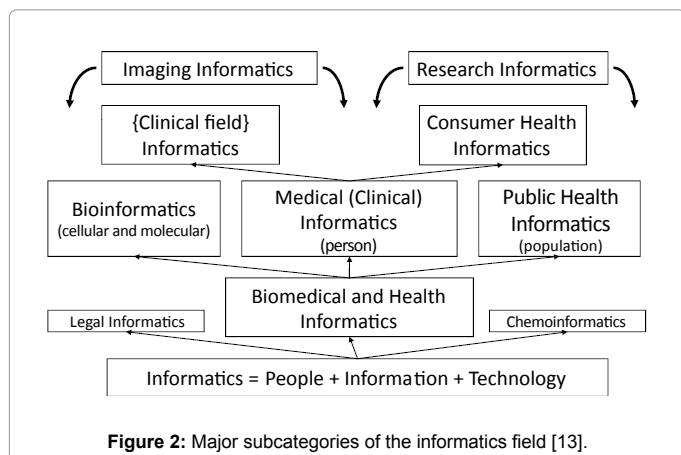 Imaging Informatics
Research Informatics
{Clinical field}
Informatics
Consumer Health
Informatics
Bioinformatics
(cellular and molecular)
Medical (Clinical)
Informatics
(person)
Public Health
Informatics
(population)
Biomedical and Health
Informatics
Legal Informatics
Chemoinformatics
Informatics = People + Information + Technology
Figure 2: Major subcategories of the informatics field [13].